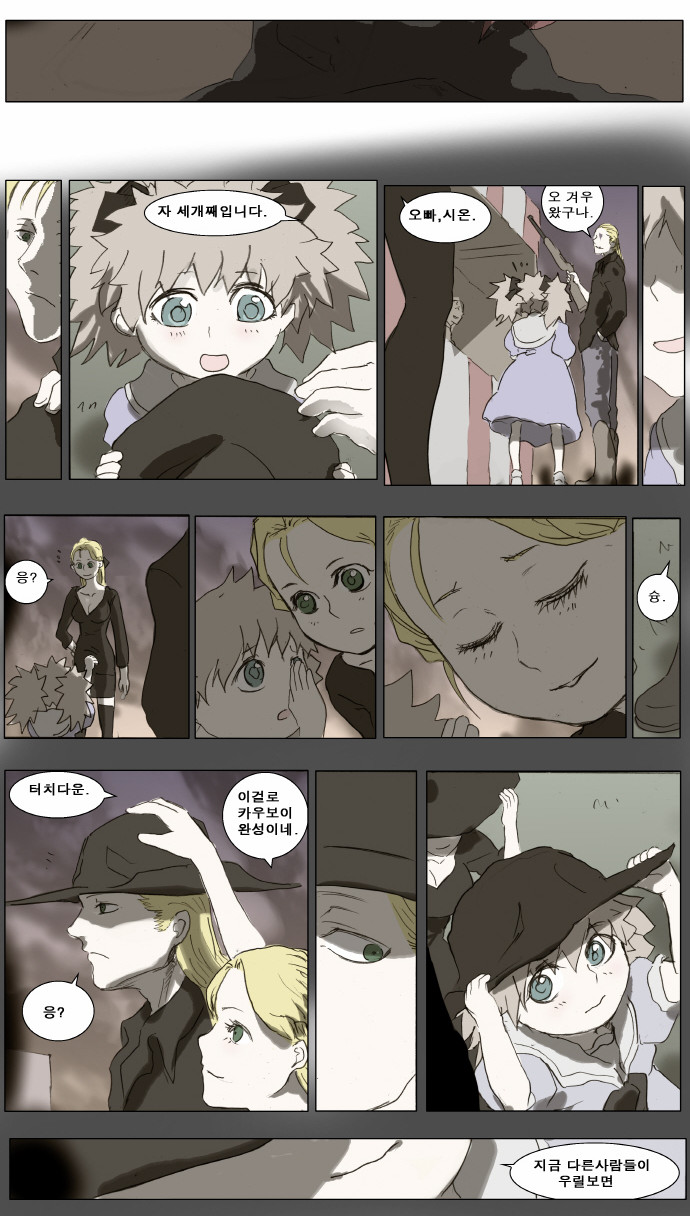 자 세개째입니다.
오빠,시온.
오 겨우
왔구나.
응?
슝.
터치다운.
이걸로
카우보이
완성이네.
응?
지금 다른사람들이
우릴보면